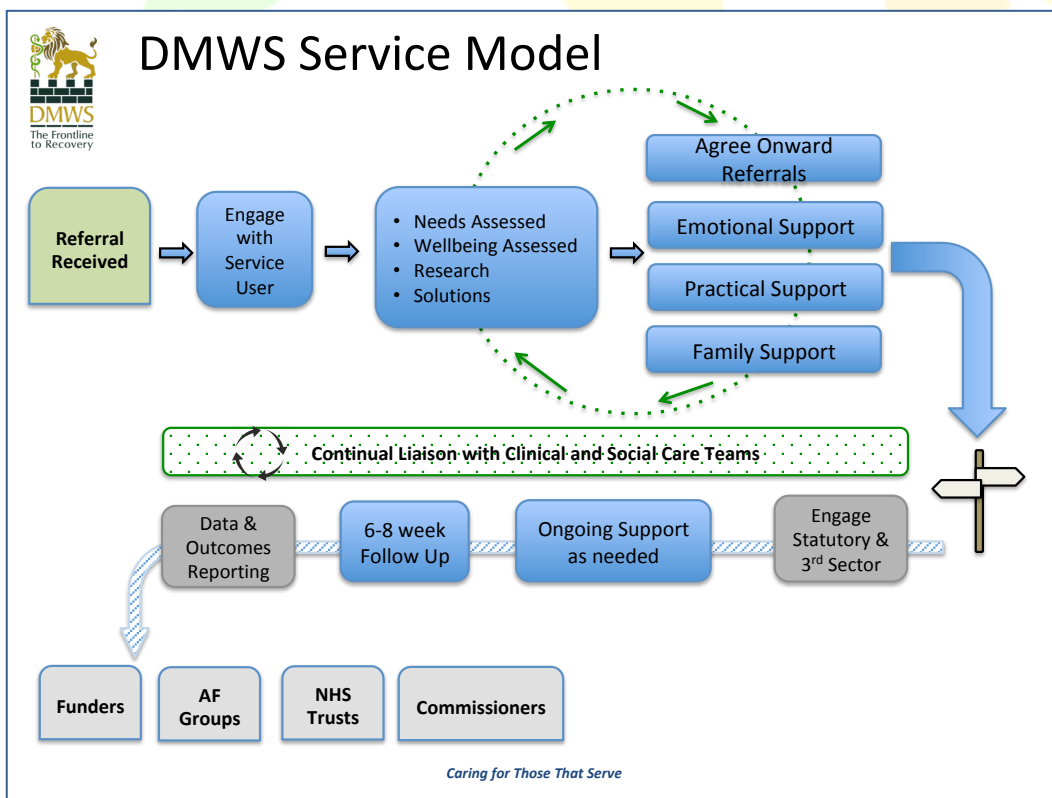 DMWS Service Model
DMWS
The Frontline
to Recovery
Referral
Received
Engage
with
Service
User
• Needs Assessed
• Wellbeing Assessed
• Research
• Solutions
Agree Onward
Referrals
Emotional Support
Practical Support
Family Support
Continual Liaison with Clinical and Social Care Teams
Data &
Outcomes
Reporting
6-8 week
Follow Up
Ongoing Support
as needed
Engage
Statutory &
3rd Sector
Funders
AF
Groups
NHS
Trusts
Commissioners
Caring for Those That Serve